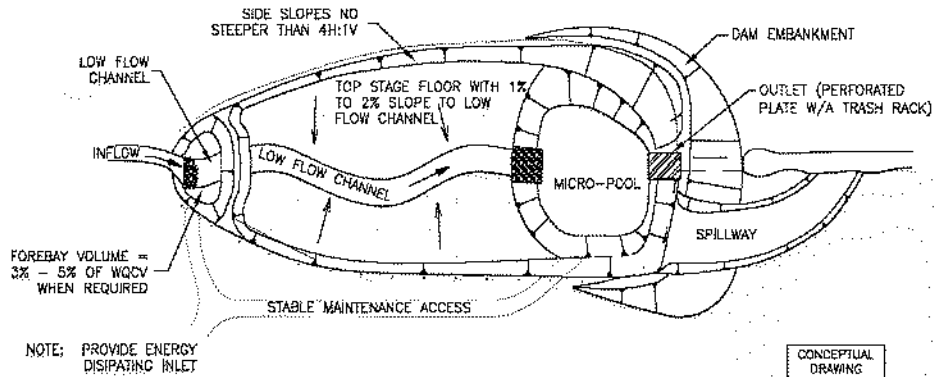 SIDE SLOPES NO
STEEPER THAN 4H:1V
DAM EMBANKMENT
LOW FLOW
CHANNEL
TOP STAGE FLOOR WITH 1%
TO 2% SLOPE TO LOW
FLOW CHANNEL
OUTLET (PERFORATED
PLATE W/A TRASH RACK)
INFLOW
LOW FLOW CHANNEL
MICRO-POOL
SPILLWAY
FOREBAY VOLUME =
3% - 5% OF WQCV
WHEN REQUIRED
STABLE MAINTENANCE ACCESS
NOTE: PROVIDE ENERGY
DISIPATING INLET
CONCEPTUAL
DRAWING